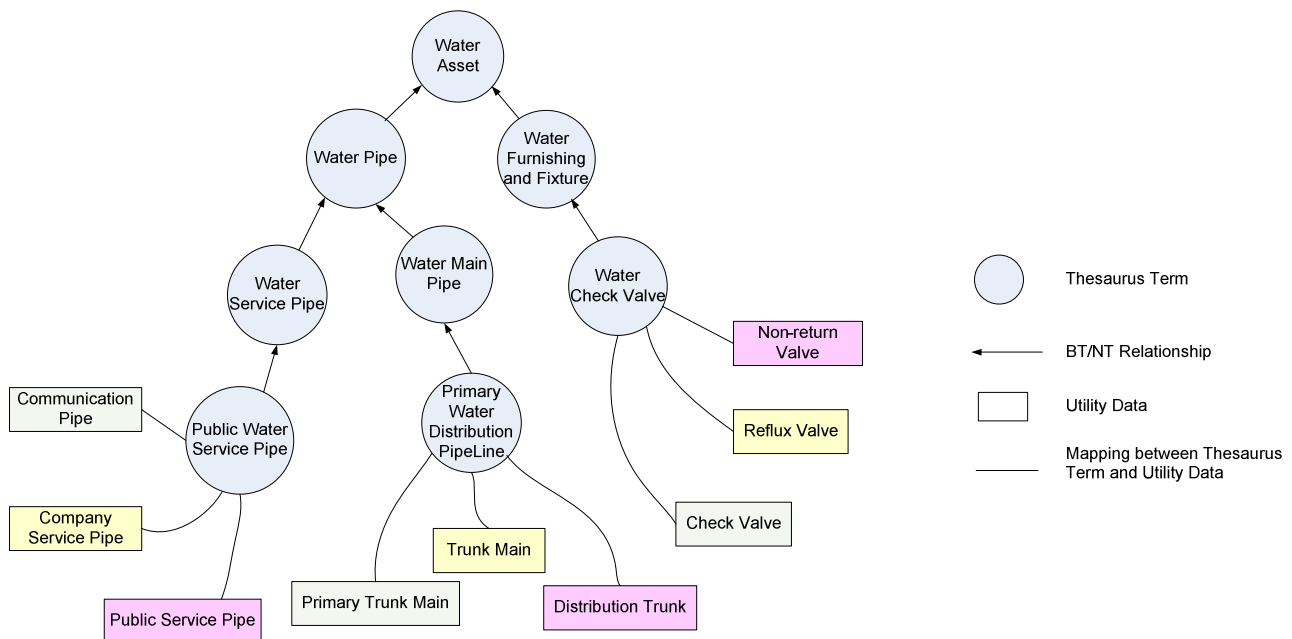 Water
Asset
Water Pipe
Water
Furnishing
and Fixture
Water
Service Pipe
Water Main
Pipe
Water
Check Valve
Non-return
Valve
Communication
Pipe
Public Water
Service Pipe
Primary
Water
Distribution
PipeLine
Reflux Valve
Company
Service Pipe
Trunk Main
Check Valve
Public Service Pipe
Primary Trunk Main
Distribution Trunk
Thesaurus Term
BT/NT Relationship
Utility Data
Mapping between Thesaurus
Term and Utility Data